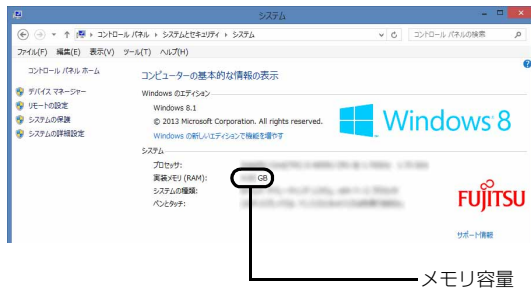 システム
コントロール パネル ▸ システムとセキュリティ ▸ システム
コントロール パネルの検索
ファイル(F) 編集(E) 表示(V) ツール(T) ヘルプ(H)
コントロール パネル ホーム
デバイス マネージャー
リモートの設定
システムの保護
システムの詳細設定
コンピューターの基本的な情報の表示
Windows のエディション
Windows 8.1
© 2013 Microsoft Corporation. All rights reserved.
Windows の新しいエディションで機能を増やす
Windows 8
システム
プロセッサ:
実装メモリ (RAM): GB
システムの種類:
ペンとタッチ:
FUJITSU
サポート情報
メモリ容量